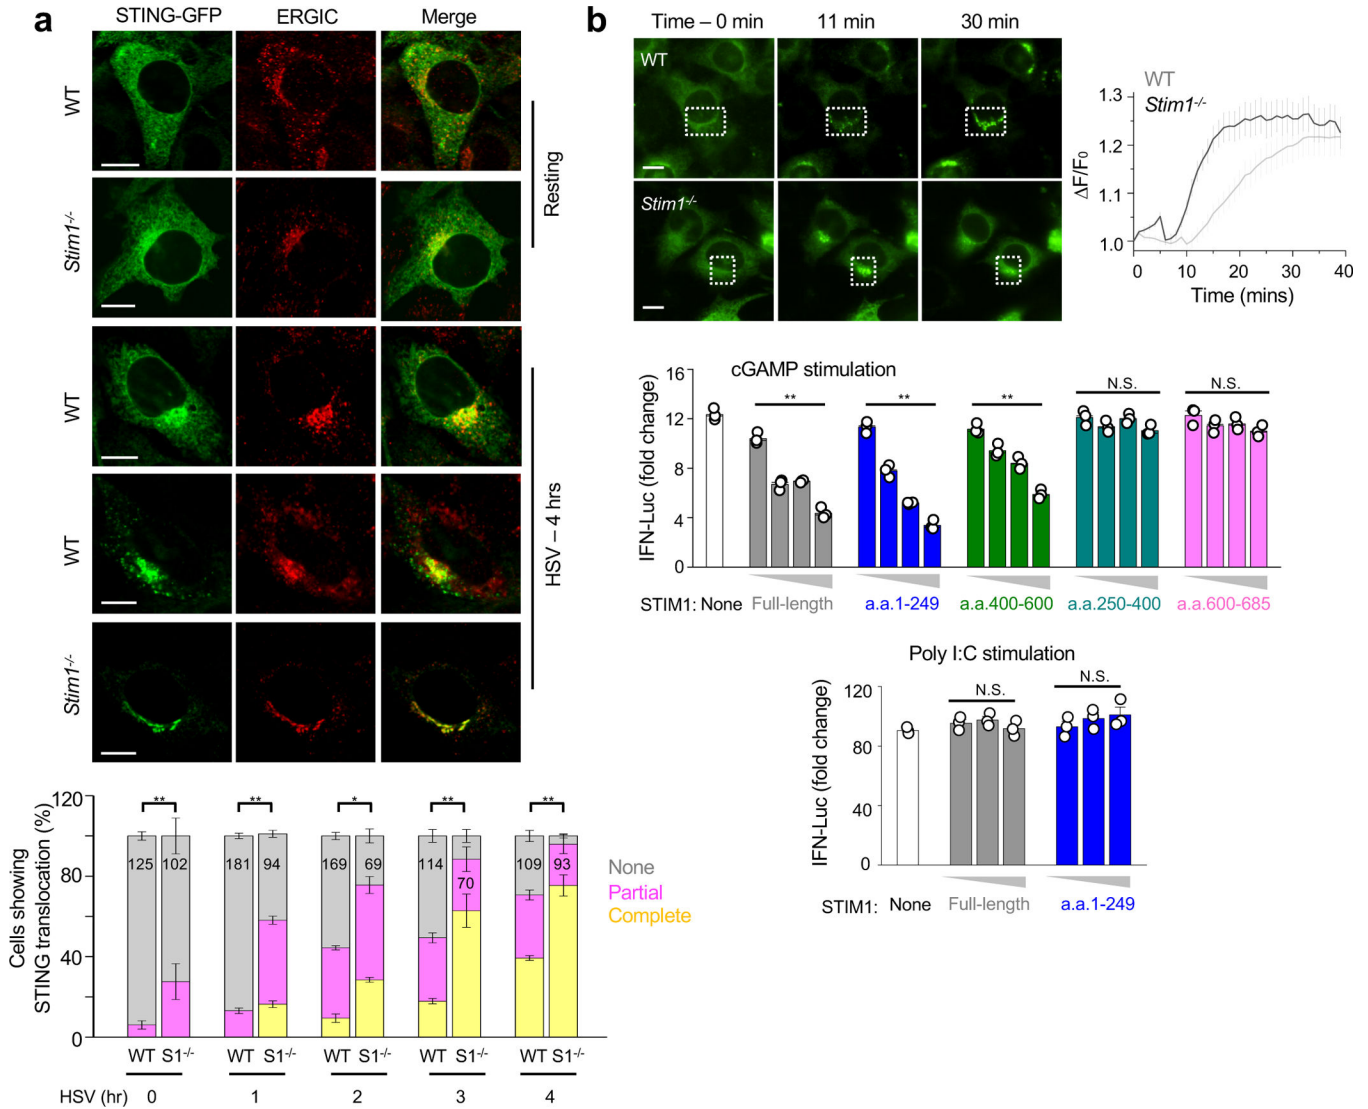 a
STING-GFP ERGIC Merge
WT
Stim1-/-
Resting
WT
WT
Stim1-/-
HSV – 4 hrs
Cells showing
STING translocation (%)
120
80
40
0
** ** * ** **
125 102 181 94 169 69 114 70 109 93
None
Partial
Complete
WT S1-/- WT S1-/- WT S1-/- WT S1-/- WT S1-/-
HSV (hr) 0 1 2 3 4
b
Time – 0 min 11 min 30 min
WT
Stim1-/-
WT
Stim1-/-
ΔF/F0
1.3
1.2
1.1
1.0
0 10 20 30 40
Time (mins)
cGAMP stimulation
IFN-Luc (fold change)
16
12
8
4
0
** ** ** N.S. N.S.
STIM1: None Full-length a.a.1-249 a.a.400-600 a.a.250-400 a.a.600-685
Poly I:C stimulation
IFN-Luc (fold change)
120
80
40
0
N.S. N.S.
STIM1: None Full-length a.a.1-249